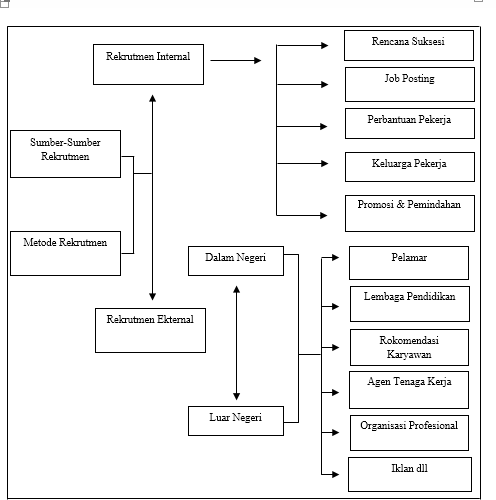 Rekrutmen Internal
Rencana Suksesi
Job Posting
Perbantuan Pekerja
Keluarga Pekerja
Promosi & Pemindahan
Sumber-Sumber
Rekrutmen
Metode Rekrutmen
Rekrutmen Ekternal
Dalam Negeri
Luar Negeri
Pelamar
Lembaga Pendidikan
Rokomendasi
Karyawan
Agen Tenaga Kerja
Organisasi Profesional
Iklan dll